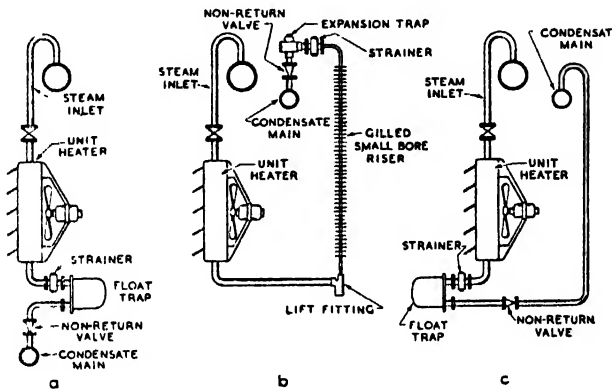 STEAM
INLET
UNIT
HEATER
STRAINER
FLOAT
TRAP
NON-RETURN
VALVE
CONDENSATE
MAIN
a
NON-RETURN
VALVE
EXPANSION TRAP
STRAINER
STEAM
INLET
CONDENSATE
MAIN
GILLED
SMALL BORE
RISER
UNIT
HEATER
LIFT FITTING
b
CONDENSAT
MAIN
STEAM
INLET
UNIT
HEATER
STRAINER
FLOAT
TRAP
NON-RETURN
VALVE
c